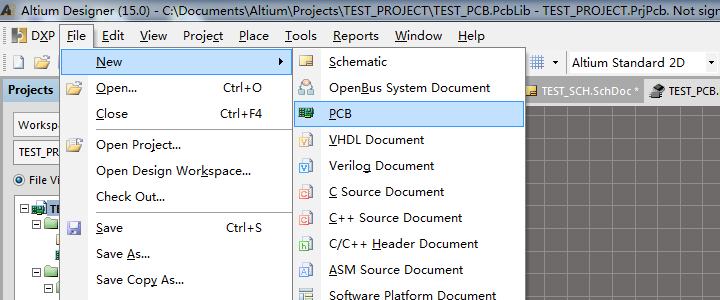 Altium Designer (15.0) - C:\Documents\Altium\Projects\TEST_PROJECT\TEST_PCB.PcbLib - TEST_PROJECT.PrjPcb. Not sign
DXP File Edit View Project Place Tools Reports Window Help
New
Schematic
Altium Standard 2D
Projects
Open... Ctrl+O
OpenBus System Document
TEST_SCH.SchDoc *
TEST_PCB.
Close Ctrl+F4
PCB
Workspa
VHDL Document
TEST_PR
Open Project...
Verilog Document
File Vi
Open Design Workspace...
C Source Document
Check Out...
C++ Source Document
Save Ctrl+S
C/C++ Header Document
Save As...
ASM Source Document
Save Copy As...
Software Platform Document